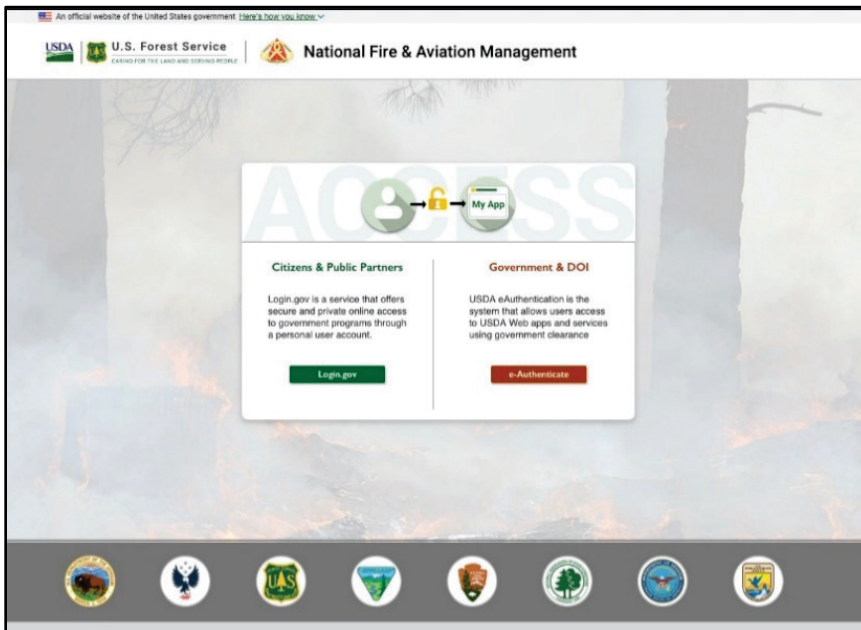 An official website of the United States government Here's how you know
USDA
U.S. Forest Service
CARING FOR THE LAND AND SERVING PEOPLE
National Fire & Aviation Management
ACCESS
My App
Citizens & Public Partners
Login.gov is a service that offers
secure and private online access
to government programs through
a personal user account.
Login.gov
Government & DOI
USDA eAuthentication is the
system that allows users access
to USDA Web apps and services
using government clearance
e-Authenticate
U S